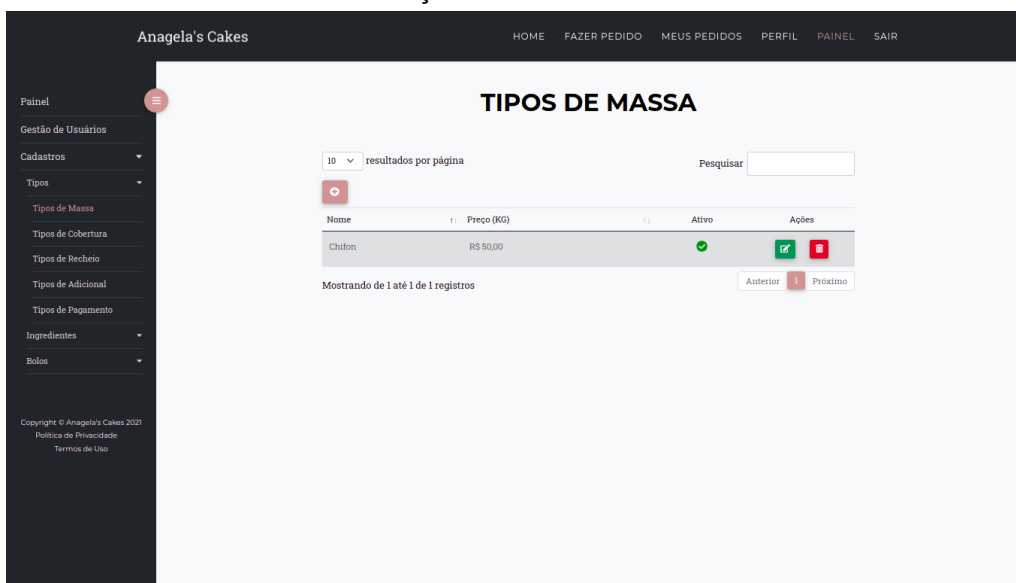 Anagela's Cakes
HOME FAZER PEDIDO MEUS PEDIDOS PERFIL PAINEL SAIR
Painel
Gestão de Usuários
Cadastros
Tipos
Tipos de Massa
Tipos de Cobertura
Tipos de Recheio
Tipos de Adicional
Tipos de Pagamento
Ingredientes
Bolos
Copyright © Anagela's Cakes 2021
Política de Privacidade
Termos de Uso
TIPOS DE MASSA
10 resultados por página
Pesquisar
Nome Preço (KG) Ativo Ações
Chifon R$ 50,00
Mostrando de 1 até 1 de 1 registros
Anterior 1 Próximo